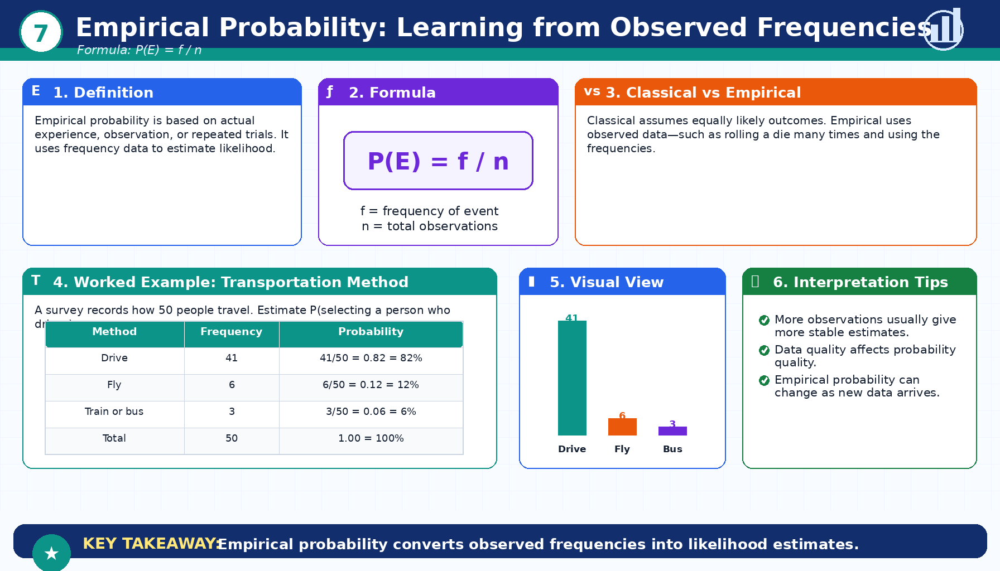 7
Empirical Probability: Learning from Observed Frequencies
Formula: P(E) = f / n
E 1. Definition
Empirical probability is based on actual
experience, observation, or repeated trials. It
uses frequency data to estimate likelihood.
ƒ 2. Formula
P(E) = f / n
f = frequency of event
n = total observations
vs 3. Classical vs Empirical
Classical assumes equally likely outcomes. Empirical uses
observed data—such as rolling a die many times and using the
frequencies.
T 4. Worked Example: Transportation Method
A survey records how 50 people travel. Estimate P(selecting a person who
Method Frequency Probability
Drive 41 41/50 = 0.82 = 82%
Fly 6 6/50 = 0.12 = 12%
Train or bus 3 3/50 = 0.06 = 6%
Total 50 1.00 = 100%
5. Visual View
41
6
3
Drive Fly Bus
6. Interpretation Tips
More observations usually give
more stable estimates.
Data quality affects probability
quality.
Empirical probability can
change as new data arrives.
KEY TAKEAWAY: Empirical probability converts observed frequencies into likelihood estimates.